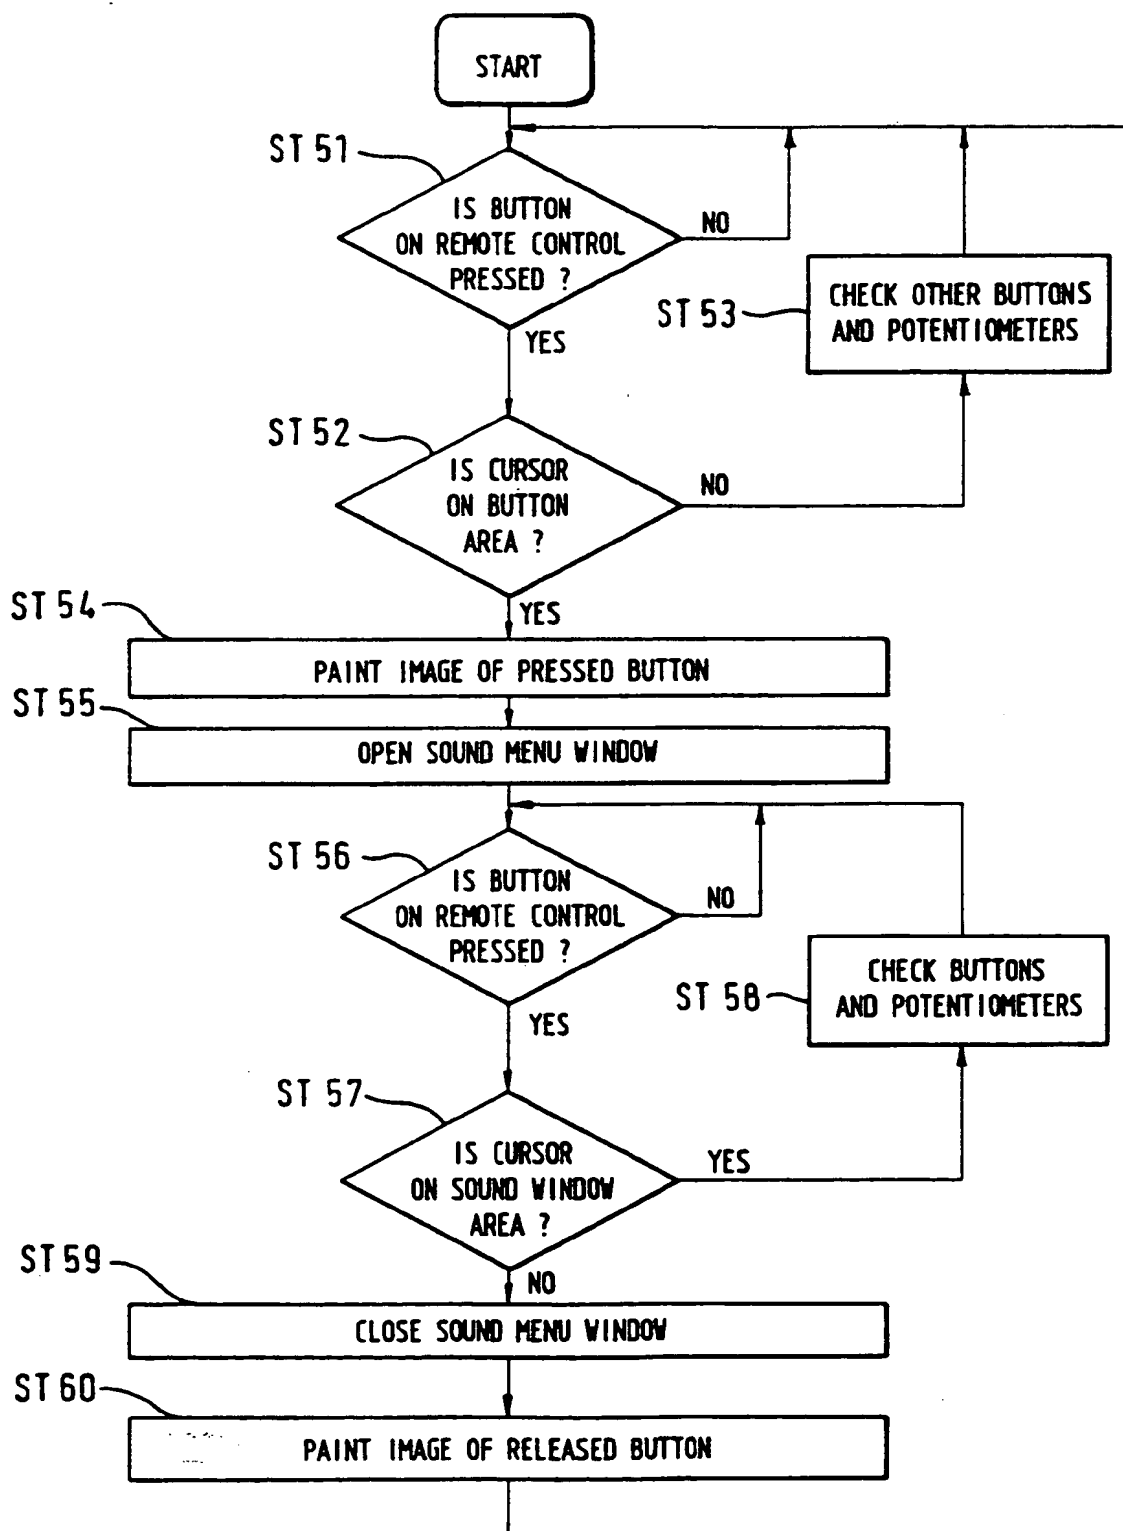 START
ST 51
IS BUTTON
ON REMOTE CONTROL
PRESSED ?
NO
YES
ST 53
CHECK OTHER BUTTONS
AND POTENTIOMETERS
ST 52
IS CURSOR
ON BUTTON
AREA ?
NO
YES
ST 54
PAINT IMAGE OF PRESSED BUTTON
ST 55
OPEN SOUND MENU WINDOW
ST 56
IS BUTTON
ON REMOTE CONTROL
PRESSED ?
NO
YES
ST 58
CHECK BUTTONS
AND POTENTIOMETERS
ST 57
IS CURSOR
ON SOUND WINDOW
AREA ?
YES
NO
ST 59
CLOSE SOUND MENU WINDOW
ST 60
PAINT IMAGE OF RELEASED BUTTON